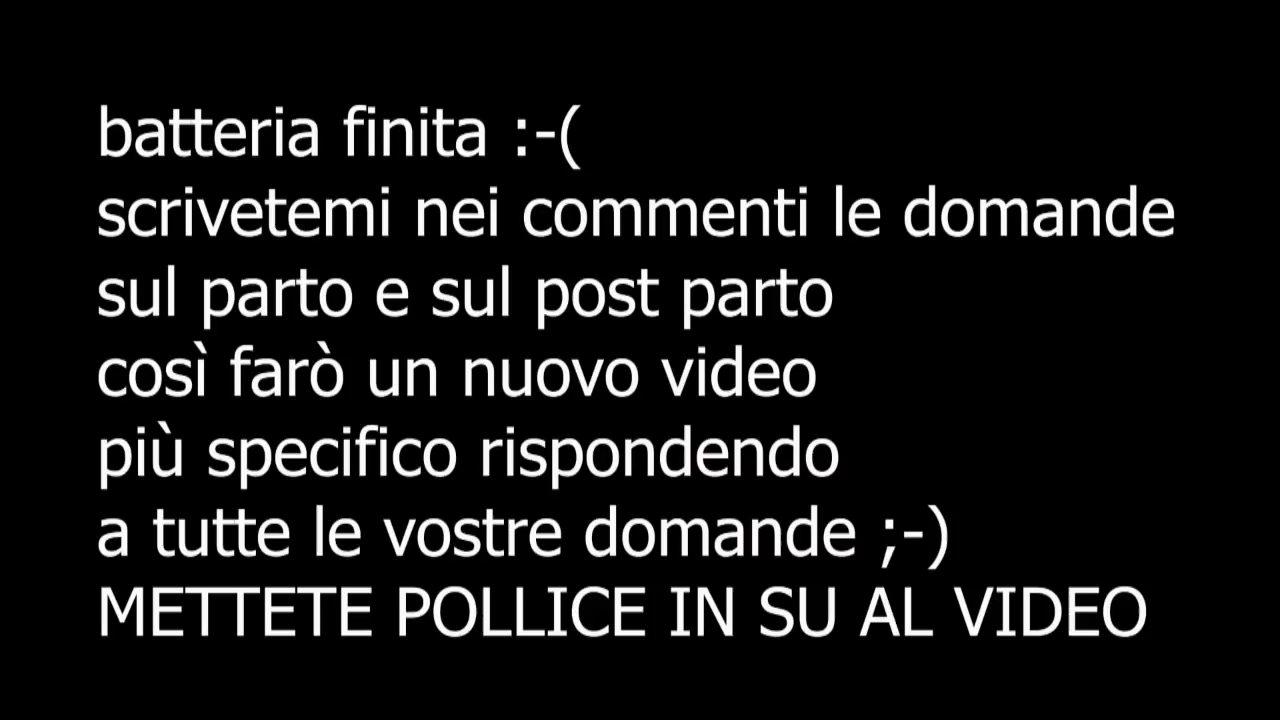 batteria finita :-(
scrivetemi nei commenti le domande
sul parto e sul post parto
così farò un nuovo video
più specifico rispondendo
a tutte le vostre domande ;-)
METTETE POLLICE IN SU AL VIDEO